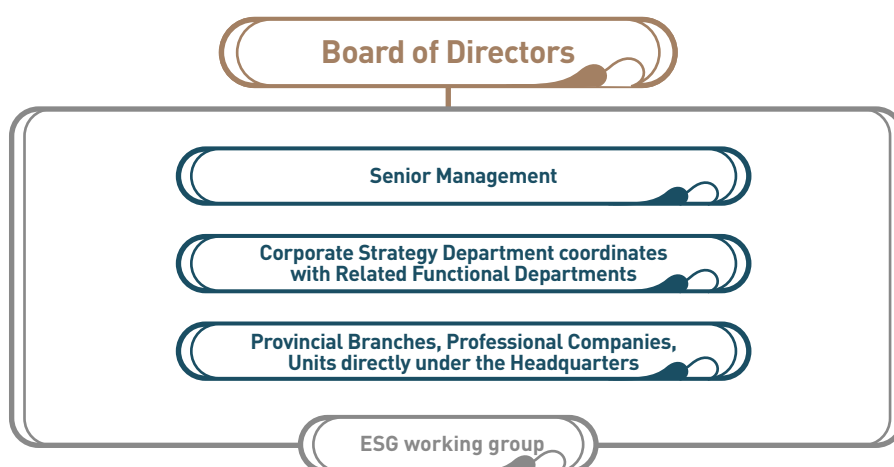 Board of Directors
Senior Management
Corporate Strategy Department coordinates
with Related Functional Departments
Provincial Branches, Professional Companies,
Units directly under the Headquarters
ESG working group